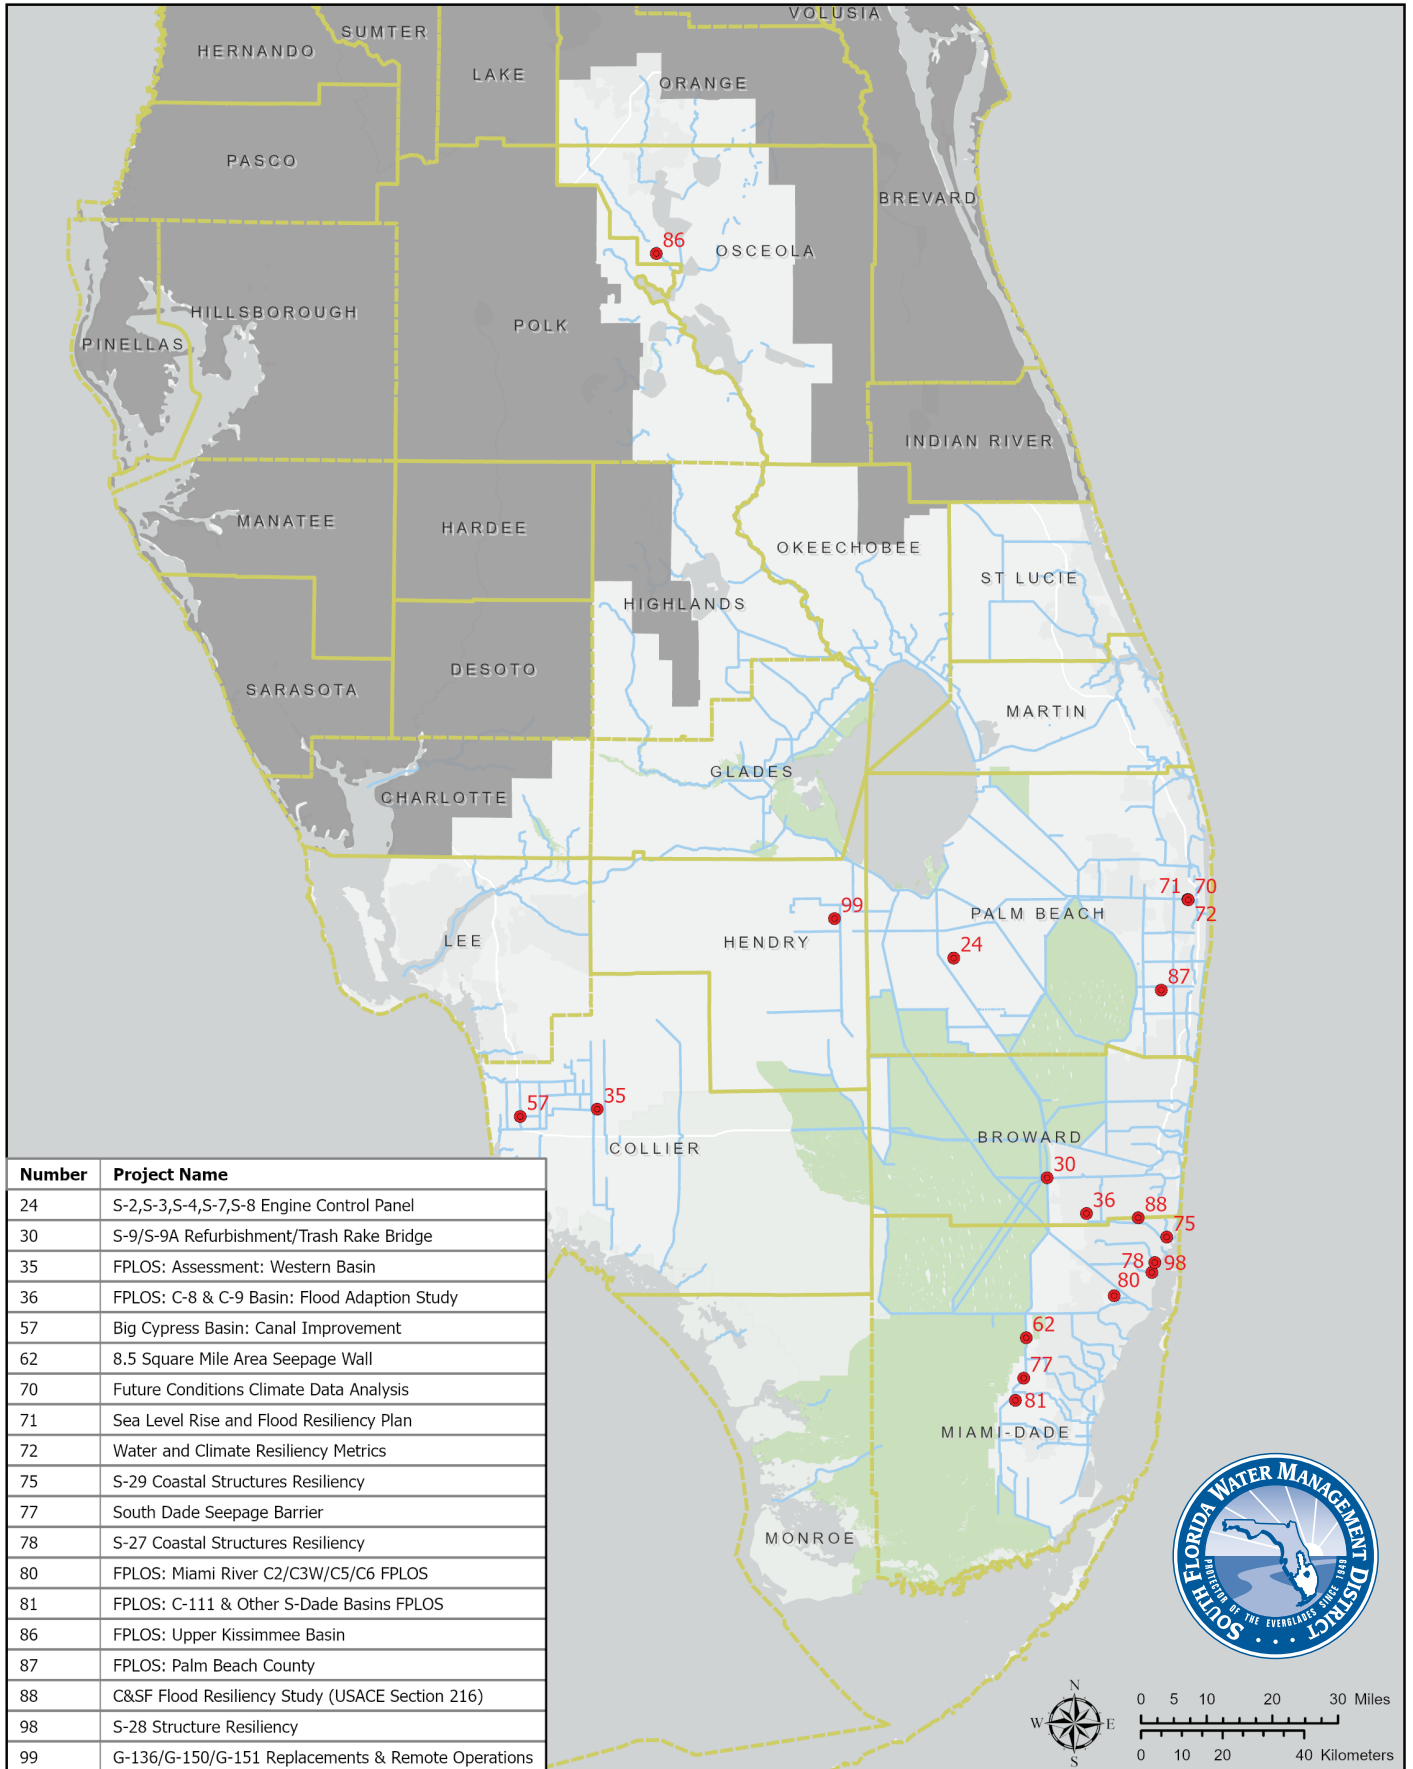 VOLUSIA
SUMTER
HERNANDO
LAKE
ORANGE
PASCO
BREVARD
86
OSCEOLA
HILLSBOROUGH
POLK
PINELLAS
INDIAN RIVER
MANATEE
HARDEE
OKEECHOBEE
ST LUCIE
HIGHLANDS
DESOTO
SARASOTA
MARTIN
GLADES
CHARLOTTE
71 70
72
99
PALM BEACH
LEE
HENDRY
24
87
57
35
COLLIER
BROWARD
30
36
88
75
78 98
80
62
77
81
MIAMI-DADE
MONROE
Number Project Name
24 S-2,S-3,S-4,S-7,S-8 Engine Control Panel
30 S-9/S-9A Refurbishment/Trash Rake Bridge
35 FPLOS: Assessment: Western Basin
36 FPLOS: C-8 & C-9 Basin: Flood Adaption Study
57 Big Cypress Basin: Canal Improvement
62 8.5 Square Mile Area Seepage Wall
70 Future Conditions Climate Data Analysis
71 Sea Level Rise and Flood Resiliency Plan
72 Water and Climate Resiliency Metrics
75 S-29 Coastal Structures Resiliency
77 South Dade Seepage Barrier
78 S-27 Coastal Structures Resiliency
80 FPLOS: Miami River C2/C3W/C5/C6 FPLOS
81 FPLOS: C-111 & Other S-Dade Basins FPLOS
86 FPLOS: Upper Kissimmee Basin
87 FPLOS: Palm Beach County
88 C&SF Flood Resiliency Study (USACE Section 216)
98 S-28 Structure Resiliency
99 G-136/G-150/G-151 Replacements & Remote Operations
SOUTH FLORIDA WATER MANAGEMENT DISTRICT
PROTECTOR OF THE EVERGLADES SINCE 1949
N
W E
S
0 5 10 20 30 Miles
0 10 20 40 Kilometers